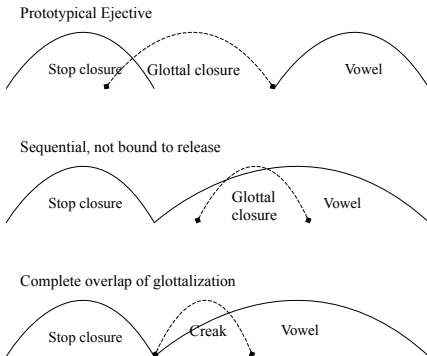 Prototypical Ejective
Stop closure Glottal closure Vowel
Sequential, not bound to release
Stop closure Glottal closure Vowel
Complete overlap of glottalization
Stop closure Creak Vowel